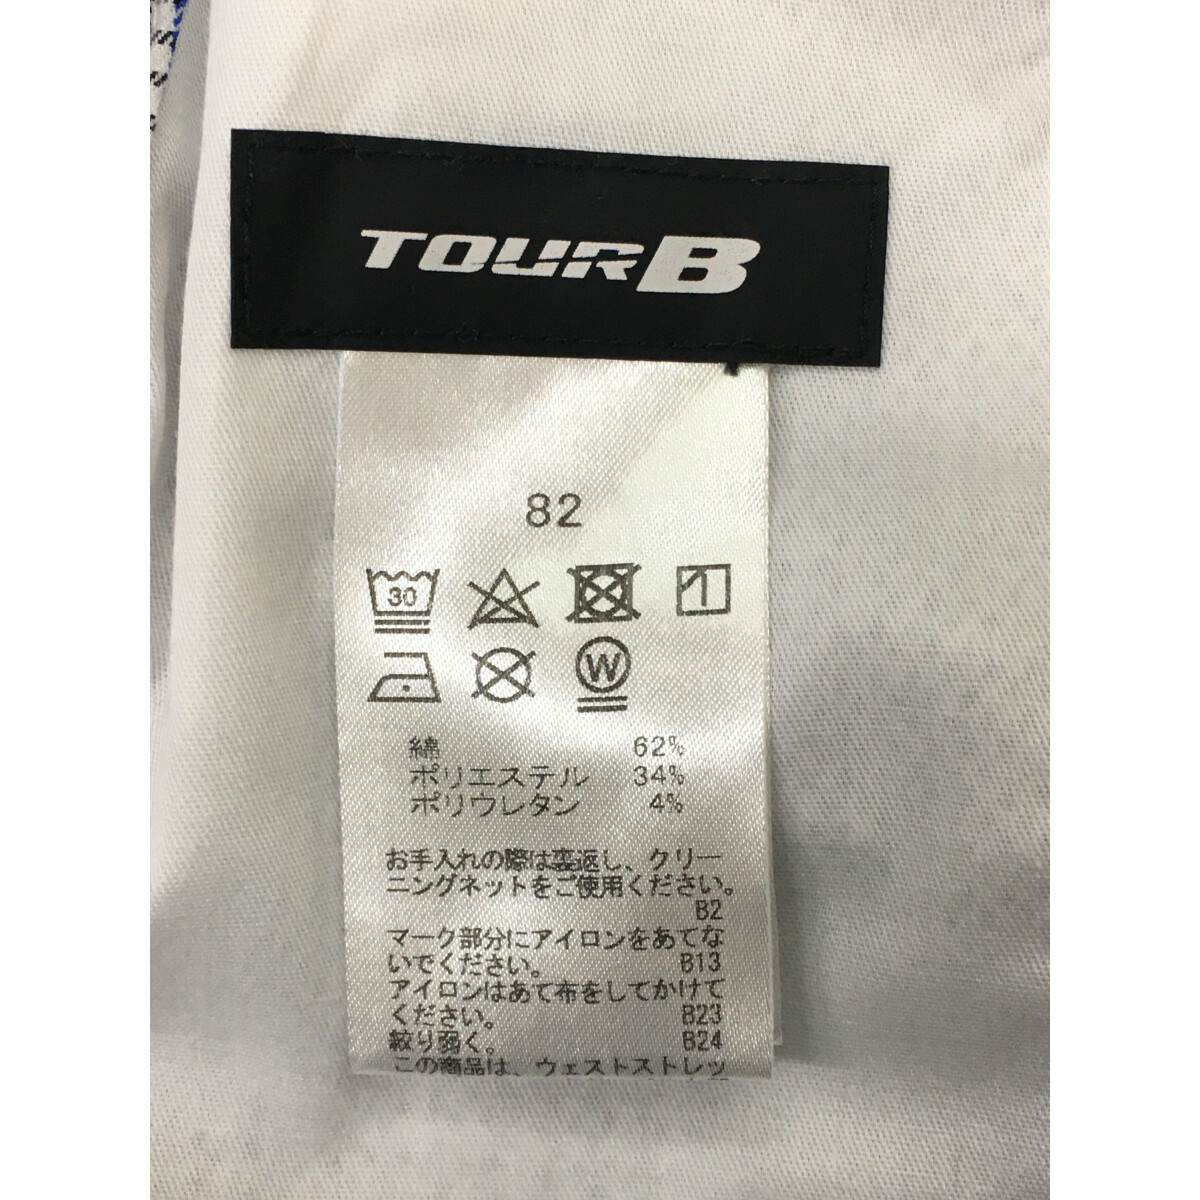 TOURB
82
30
W
綿 62%
ポリエステル 34%
ポリウレタン 4%
お手入れの際は裏返し、クリー
ニングネットをご使用ください。
B2
マーク部分にアイロンをあてな
いでください。 B13
アイロンはあて布をしてかけて
ください。 B23
絞り弱く。 B24
この商品は、ウェストストレッ